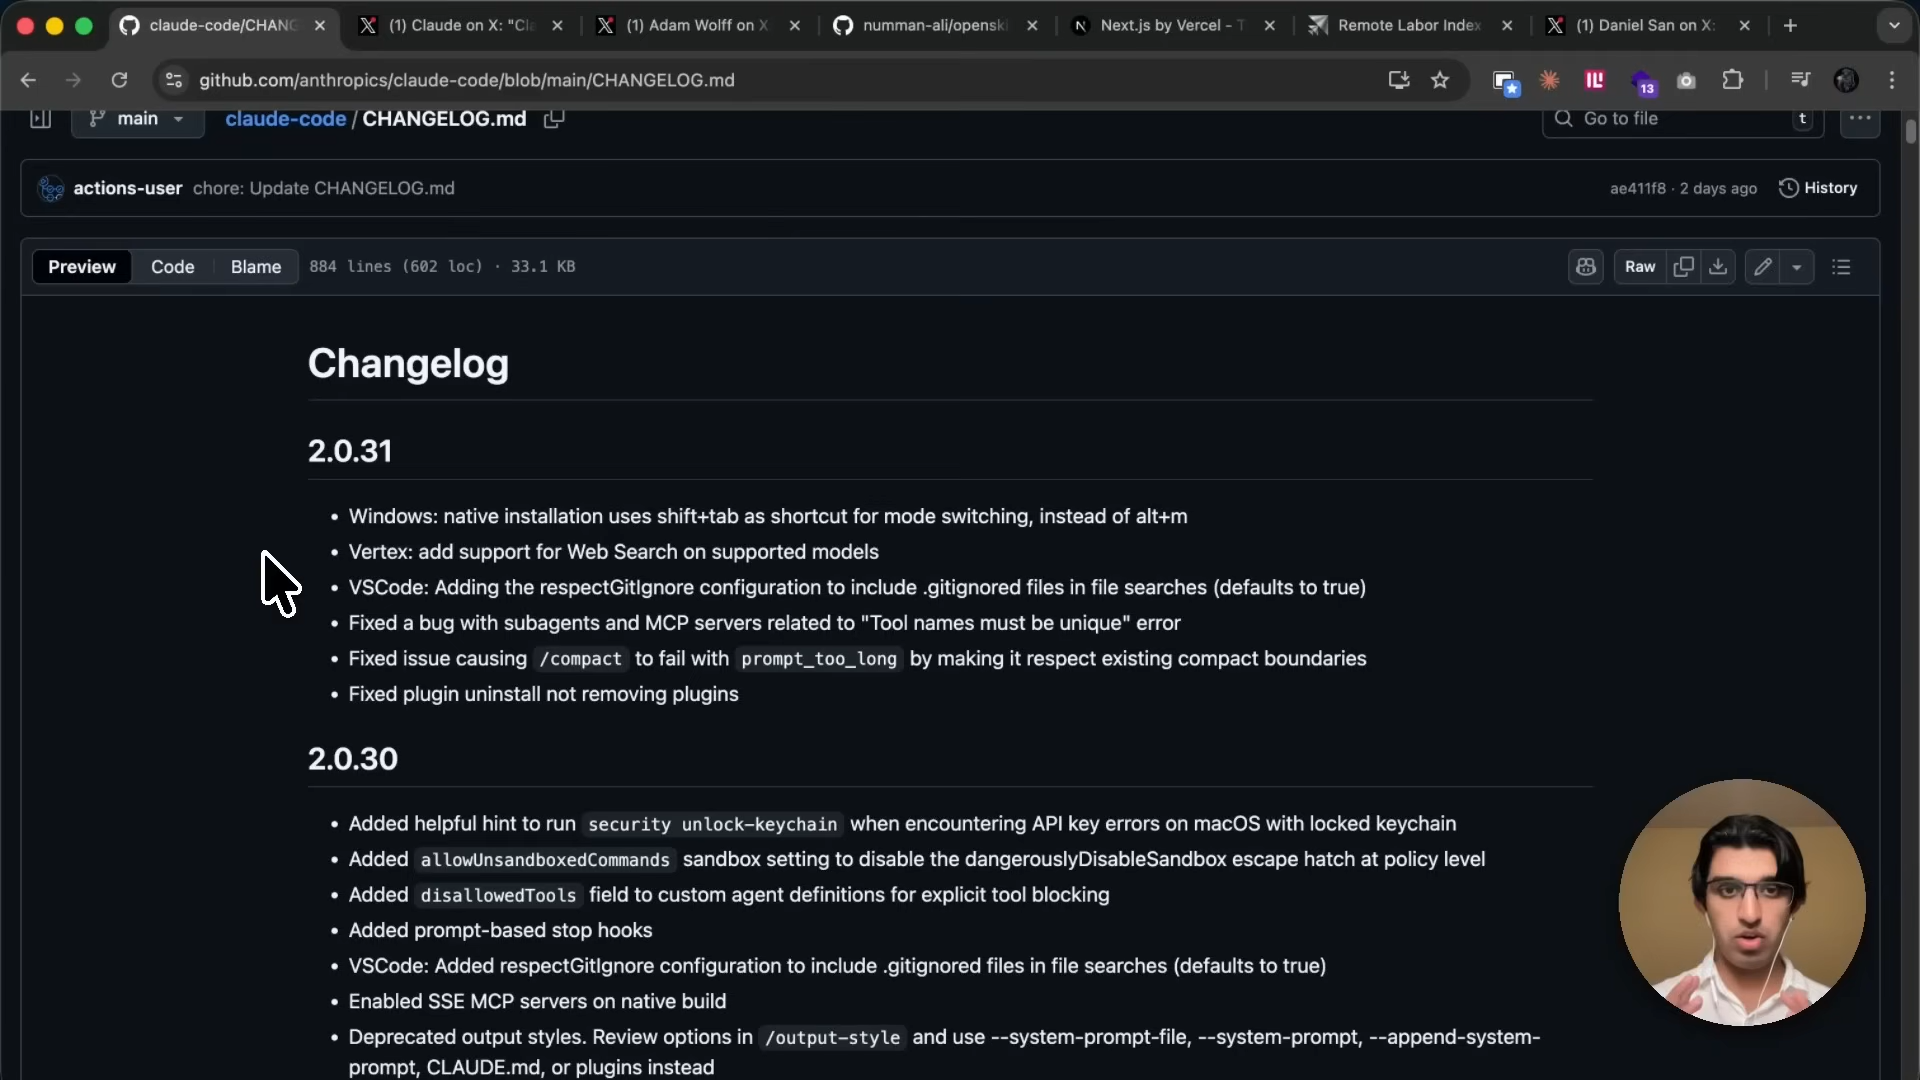 claude-code/CHANG
(1) Claude on X: "Cla
(1) Adam Wolff on X
numman-ali/openski
Next.js by Vercel - T
Remote Labor Index
(1) Daniel San on X:
github.com/anthropics/claude-code/blob/main/CHANGELOG.md
13
main
claude-code / CHANGELOG.md
Go to file
t
actions-user chore: Update CHANGELOG.md
ae411f8 · 2 days ago
History
Preview
Code
Blame
884 lines (602 loc) · 33.1 KB
Raw
Changelog
2.0.31
• Windows: native installation uses shift+tab as shortcut for mode switching, instead of alt+m
• Vertex: add support for Web Search on supported models
• VSCode: Adding the respectGitIgnore configuration to include .gitignored files in file searches (defaults to true)
• Fixed a bug with subagents and MCP servers related to "Tool names must be unique" error
• Fixed issue causing /compact to fail with prompt_too_long by making it respect existing compact boundaries
• Fixed plugin uninstall not removing plugins
2.0.30
• Added helpful hint to run security unlock-keychain when encountering API key errors on macOS with locked keychain
• Added allowUnsandboxedCommands sandbox setting to disable the dangerouslyDisableSandbox escape hatch at policy level
• Added disallowedTools field to custom agent definitions for explicit tool blocking
• Added prompt-based stop hooks
• VSCode: Added respectGitIgnore configuration to include .gitignored files in file searches (defaults to true)
• Enabled SSE MCP servers on native build
• Deprecated output styles. Review options in /output-style and use --system-prompt-file, --system-prompt, --append-system-
prompt, CLAUDE.md, or plugins instead